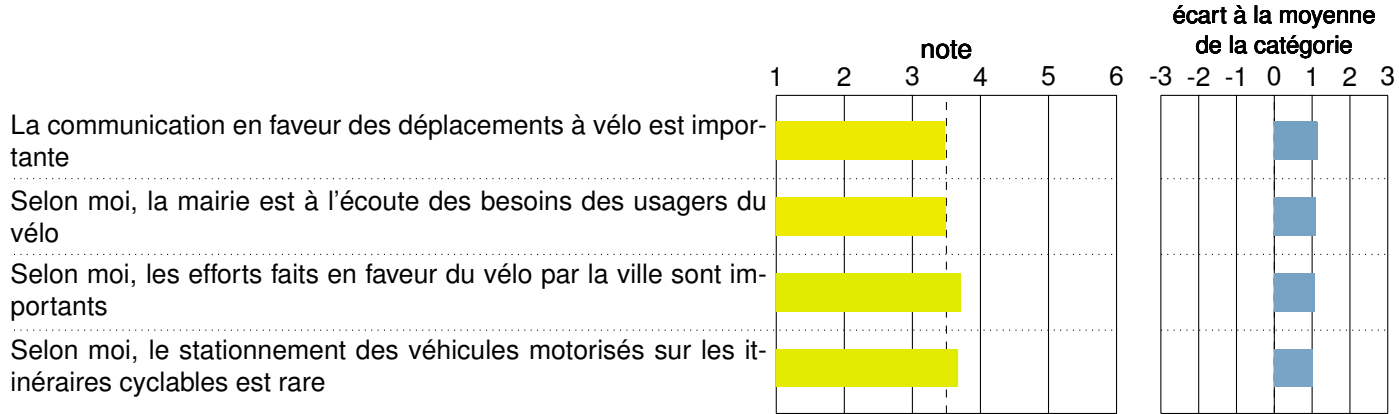 écart à la moyenne
de la catégorie
note
1 2 3 4 5 6
-3 -2 -1 0 1 2 3
La communication en faveur des déplacements à vélo est impor-
tante
Selon moi, la mairie est à l'écoute des besoins des usagers du
vélo
Selon moi, les efforts faits en faveur du vélo par la ville sont im-
portants
Selon moi, le stationnement des véhicules motorisés sur les it-
inéraires cyclables est rare